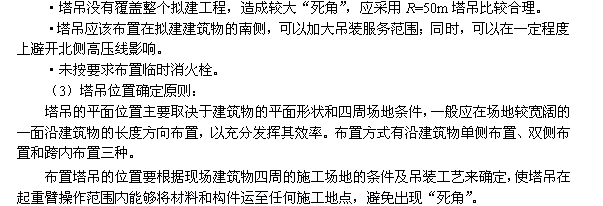 ·塔吊没有覆盖整个拟建工程，造成较大“死角”，应采用 R=50m 塔吊比较合理。
·塔吊应该布置在拟建建筑物的南侧，可以加大吊装服务范围；同时，可以在一定程度
上避开北侧高压线影响。
·未按要求布置临时消火栓。
（3）塔吊位置确定原则：
塔吊的平面位置主要取决于建筑物的平面形状和四周场地条件，一般应在场地较宽阔的
一面沿建筑物的长度方向布置，以充分发挥其效率。布置方式有沿建筑物单侧布置、双侧布
置和跨内布置三种。
布置塔吊的位置要根据现场建筑物四周的施工场地的条件及吊装工艺来确定，使塔吊在
起重臂操作范围内能够将材料和构件运至任何施工地点，避免出现“死角”。